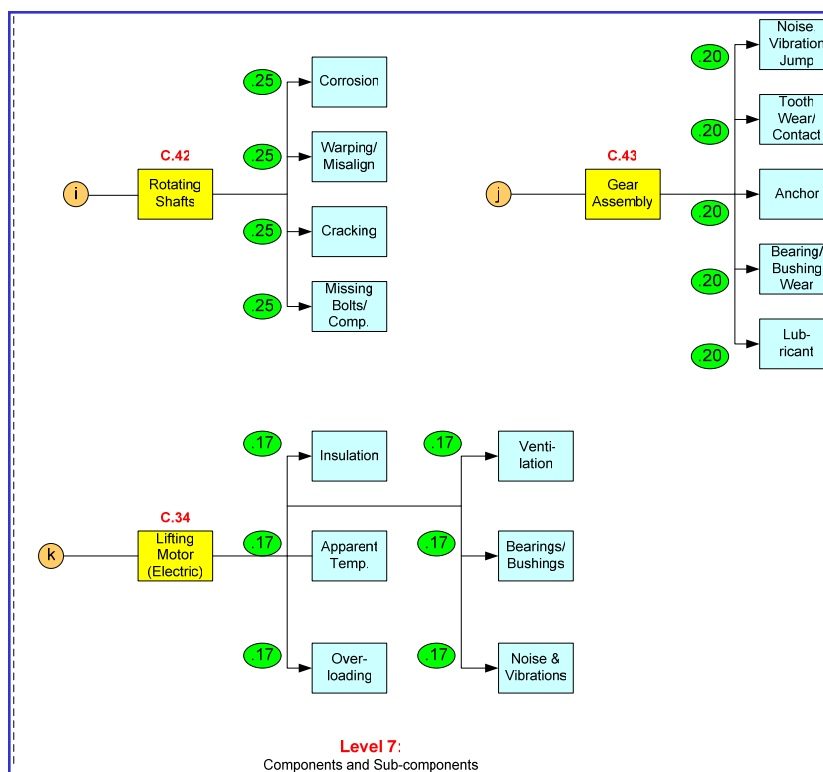 C.42
i
Rotating
Shafts
.25
Corrosion
.25
Warping/
Misalign
.25
Cracking
.25
Missing
Bolts/
Comp.
C.43
j
Gear
Assembly
.20
Noise
Vibration
Jump
.20
Tooth
Wear/
Contact
.20
Anchor
.20
Bearing/
Bushing
Wear
.20
Lub-
ricant
C.34
k
Lifting
Motor
(Electric)
.17
Insulation
.17
Apparent
Temp.
.17
Over-
loading
.17
Venti-
lation
.17
Bearings/
Bushings
.17
Noise &
Vibrations
Level 7:
Components and Sub-components